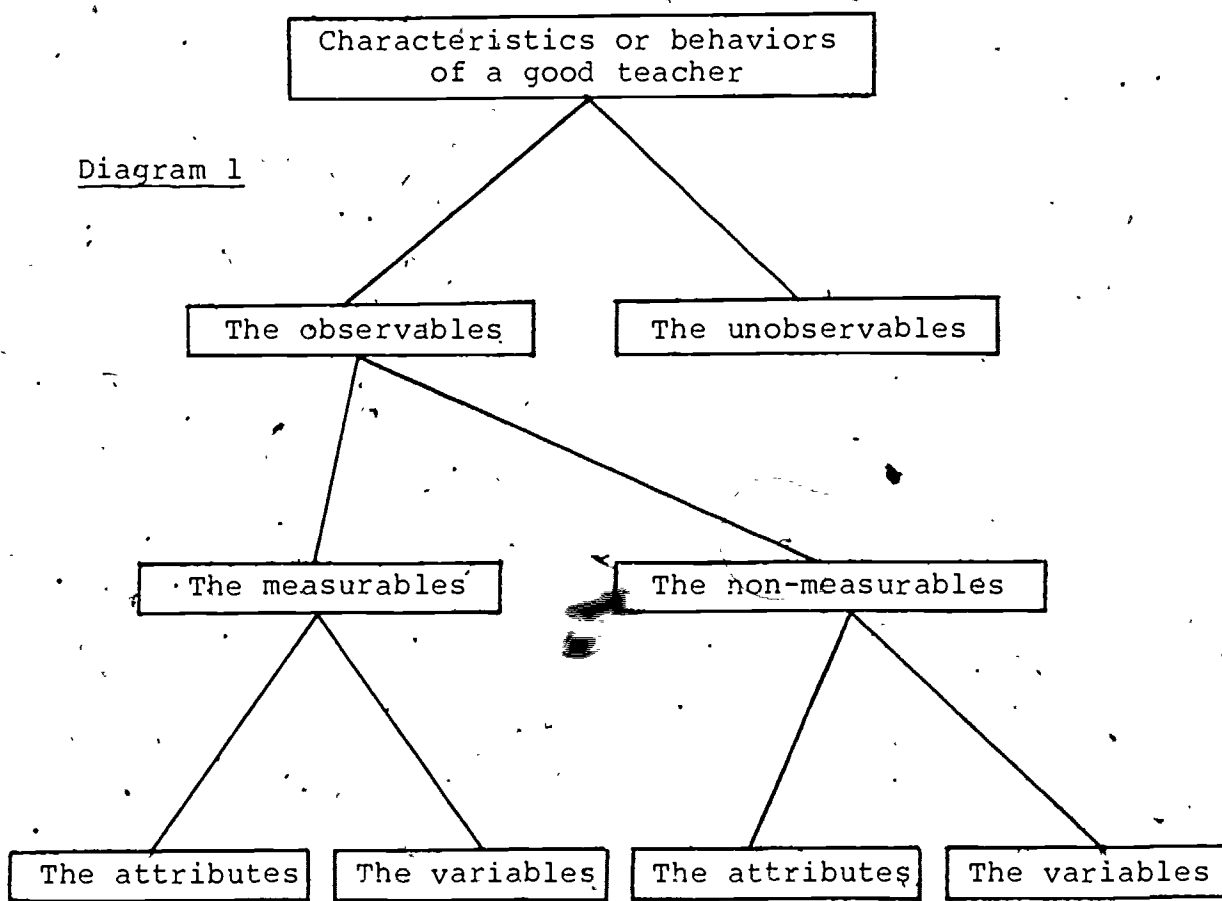 Characteristics or behaviors
of a good teacher
Diagram 1
The observables
The unobservables
The measurables
The non-measurables
The attributes
The variables
The attributes
The variables